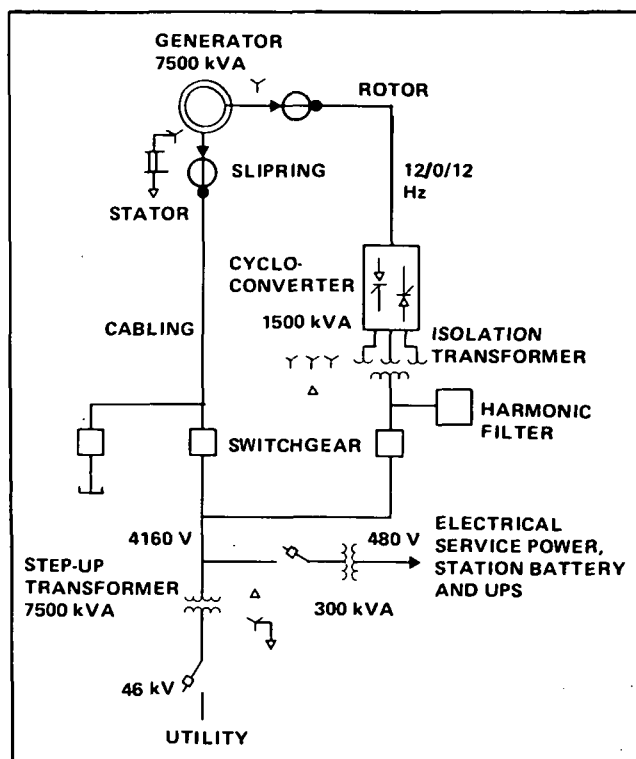 GENERATOR
7500 kVA
ROTOR
SLIPRING
12/0/12
Hz
STATOR
CYCLO-
CONVERTER
1500 kVA
CABLING
ISOLATION
TRANSFORMER
HARMONIC
FILTER
SWITCHGEAR
4160 V
480 V
ELECTRICAL
SERVICE POWER,
STATION BATTERY
AND UPS
STEP-UP
TRANSFORMER
7500 kVA
300 kVA
46 kV
UTILITY